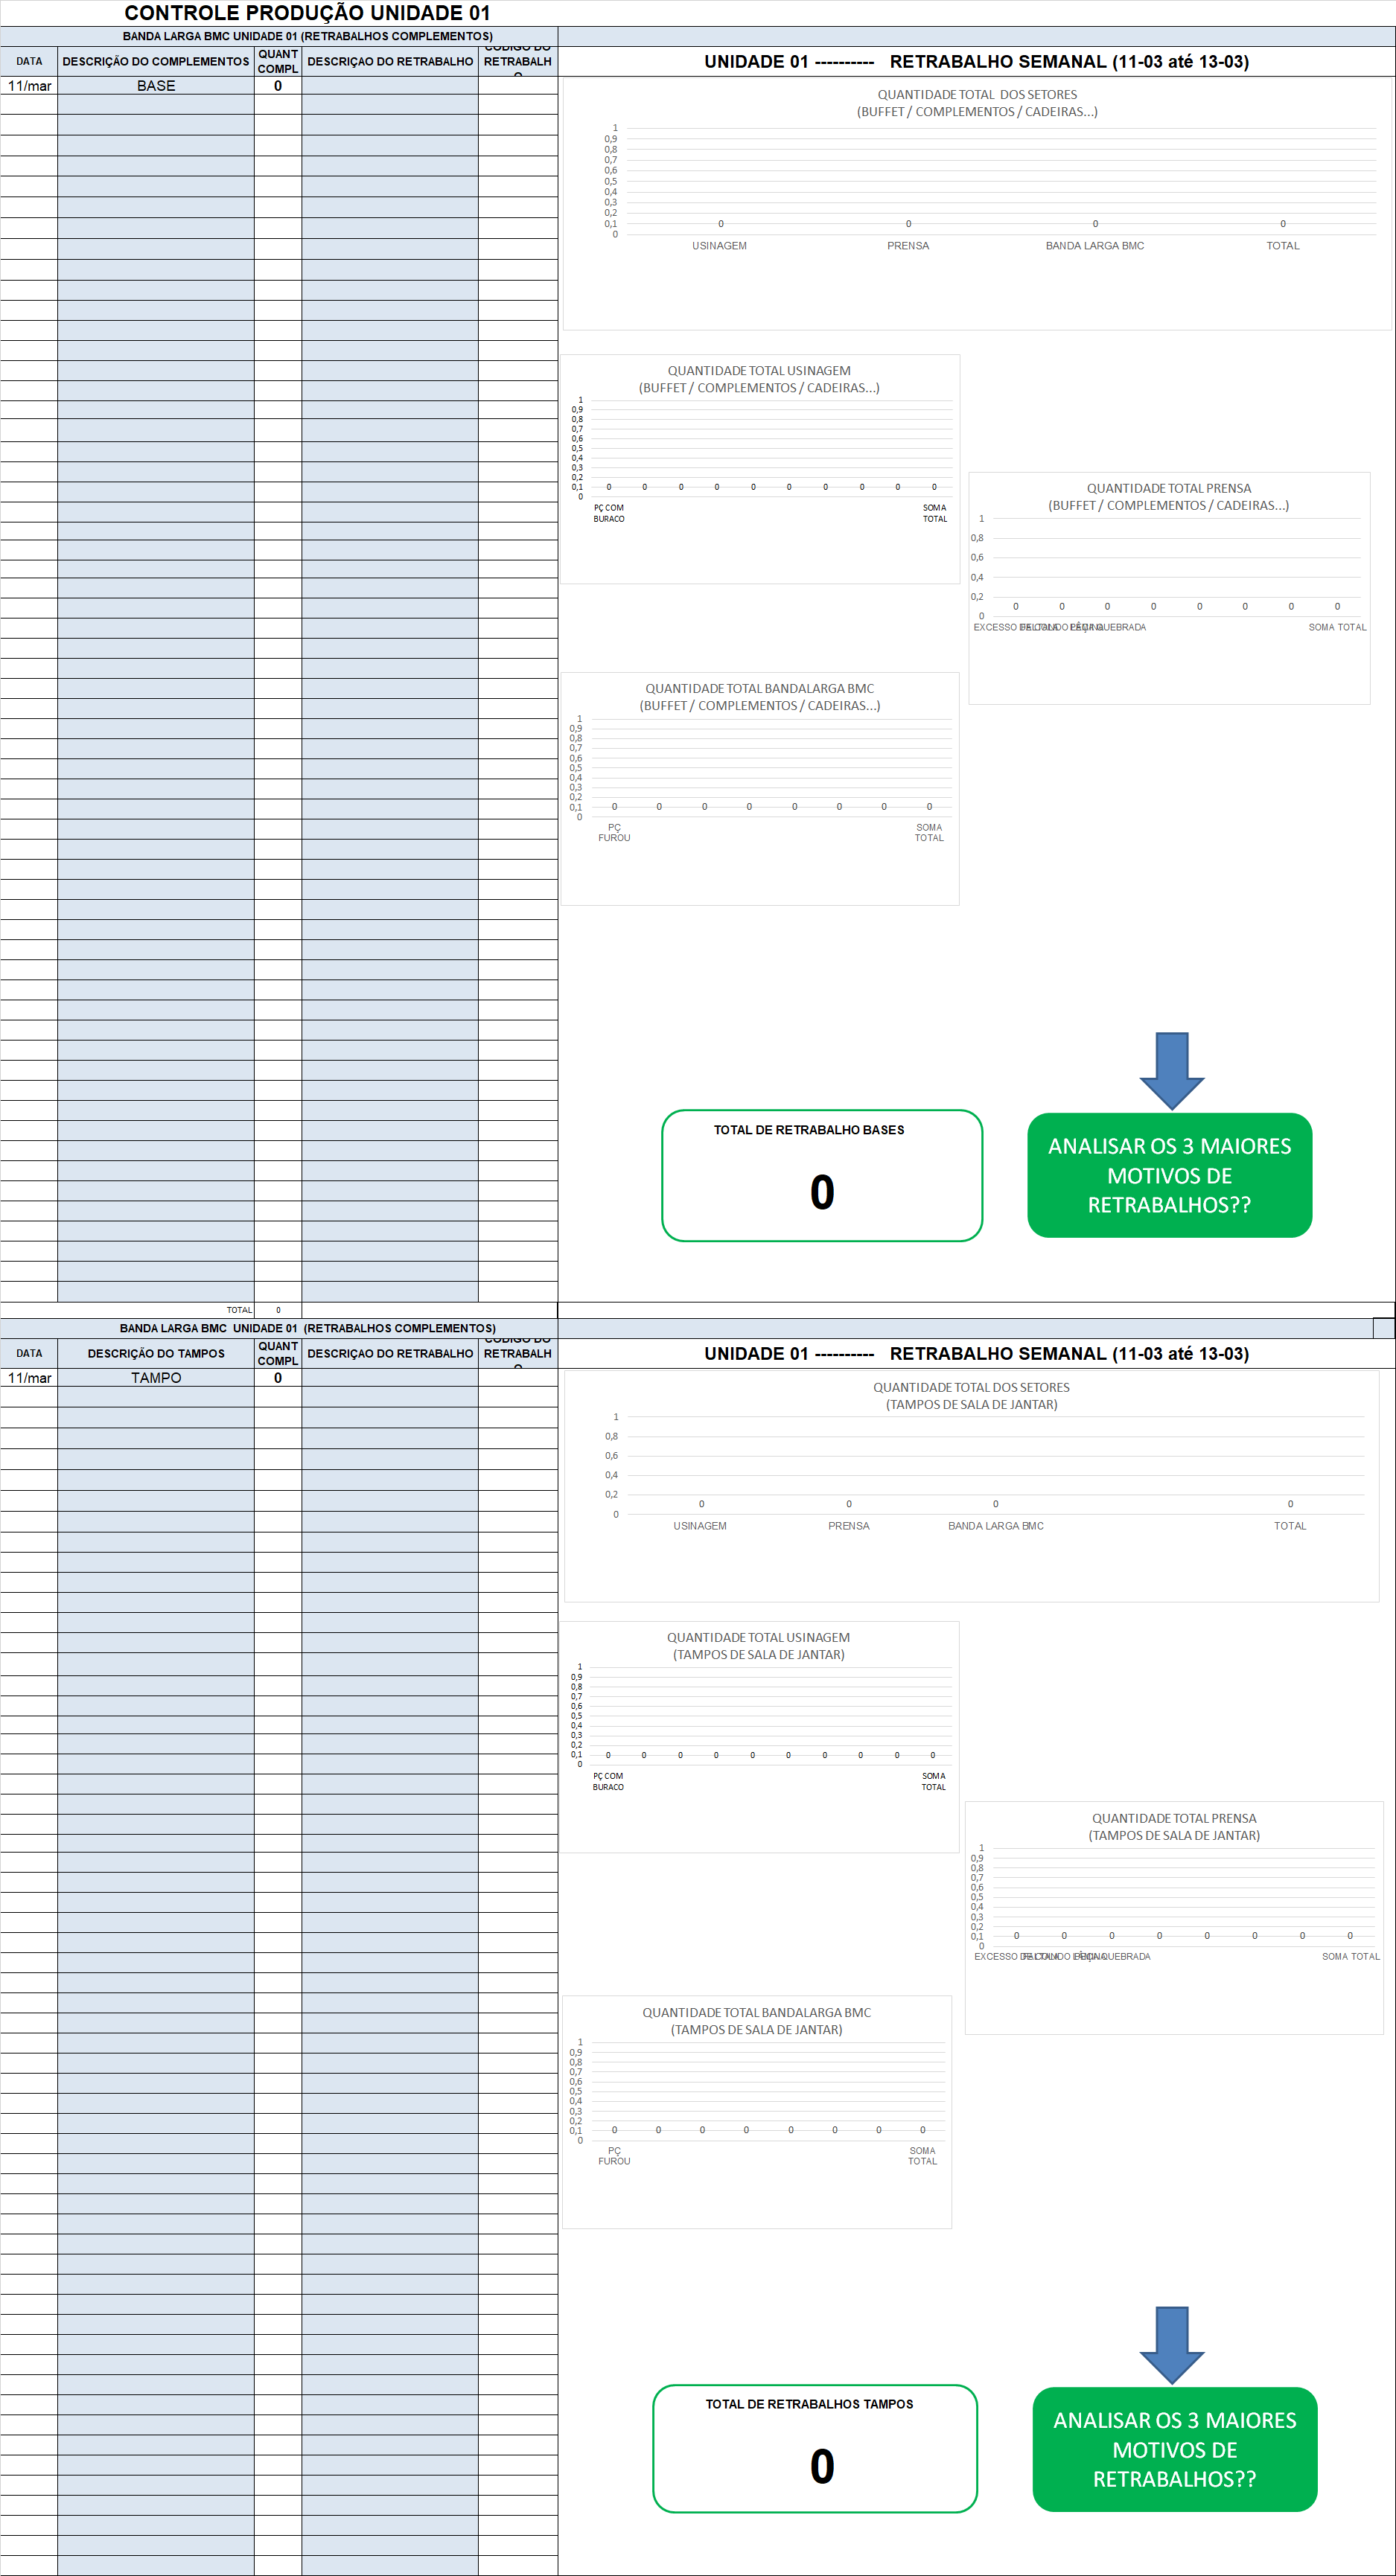 CONTROLE PRODUÇÃO UNIDADE 01
BANDA LARGA BMC UNIDADE 01 (RETRABALHOS COMPLEMENTOS)
DATA
DESCRIÇÃO DO COMPLEMENTOS
QUANT
COMPL
DESCRIÇAO DO RETRABALHO
CODIGO DO
RETRABALH
O
UNIDADE 01 ---------- RETRABALHO SEMANAL (11-03 até 13-03)
11/mar BASE 0
QUANTIDADE TOTAL DOS SETORES
(BUFFET / COMPLEMENTOS / CADEIRAS...)
1
0,9
0,8
0,7
0,6
0,5
0,4
0,3
0,2
0,1
0
0 0 0 0
USINAGEM PRENSA BANDA LARGA BMC TOTAL
QUANTIDADE TOTAL USINAGEM
(BUFFET / COMPLEMENTOS / CADEIRAS...)
1
0,9
0,8
0,7
0,6
0,5
0,4
0,3
0,2
0,1
0
0 0 0 0 0 0 0 0 0 0
PÇ COM
BURACO
SOMA
TOTAL
QUANTIDADE TOTAL PRENSA
(BUFFET / COMPLEMENTOS / CADEIRAS...)
1
0,8
0,6
0,4
0,2
0
0 0 0 0 0 0 0 0
EXCESSO QUEBRADA SOMA TOTAL
QUANTIDADE TOTAL BANDALARGA BMC
(BUFFET / COMPLEMENTOS / CADEIRAS...)
1
0,9
0,8
0,7
0,6
0,5
0,4
0,3
0,2
0,1
0
0 0 0 0 0 0 0 0
PÇ
FUROU
SOMA
TOTAL
TOTAL DE RETRABALHO BASES
0
ANALISAR OS 3 MAIORES
MOTIVOS DE
RETRABALHOS??
TOTAL 0
BANDA LARGA BMC UNIDADE 01 (RETRABALHOS COMPLEMENTOS)
DATA
DESCRIÇÃO DO TAMPOS
QUANT
COMPL
DESCRIÇAO DO RETRABALHO
CODIGO DO
RETRABALH
O
UNIDADE 01 ---------- RETRABALHO SEMANAL (11-03 até 13-03)
11/mar TAMPO 0
QUANTIDADE TOTAL DOS SETORES
(TAMPOS DE SALA DE JANTAR)
1
0,8
0,6
0,4
0,2
0
0 0 0 0
USINAGEM PRENSA BANDA LARGA BMC TOTAL
QUANTIDADE TOTAL USINAGEM
(TAMPOS DE SALA DE JANTAR)
1
0,9
0,8
0,7
0,6
0,5
0,4
0,3
0,2
0,1
0
0 0 0 0 0 0 0 0 0 0
PÇ COM
BURACO
SOMA
TOTAL
QUANTIDADE TOTAL PRENSA
(TAMPOS DE SALA DE JANTAR)
1
0,9
0,8
0,7
0,6
0,5
0,4
0,3
0,2
0,1
0
0 0 0 0 0 0 0 0
EXCESSO QUEBRADA SOMA TOTAL
QUANTIDADE TOTAL BANDALARGA BMC
(TAMPOS DE SALA DE JANTAR)
1
0,9
0,8
0,7
0,6
0,5
0,4
0,3
0,2
0,1
0
0 0 0 0 0 0 0 0
PÇ
FUROU
SOMA
TOTAL
TOTAL DE RETRABALHOS TAMPOS
0
ANALISAR OS 3 MAIORES
MOTIVOS DE
RETRABALHOS??